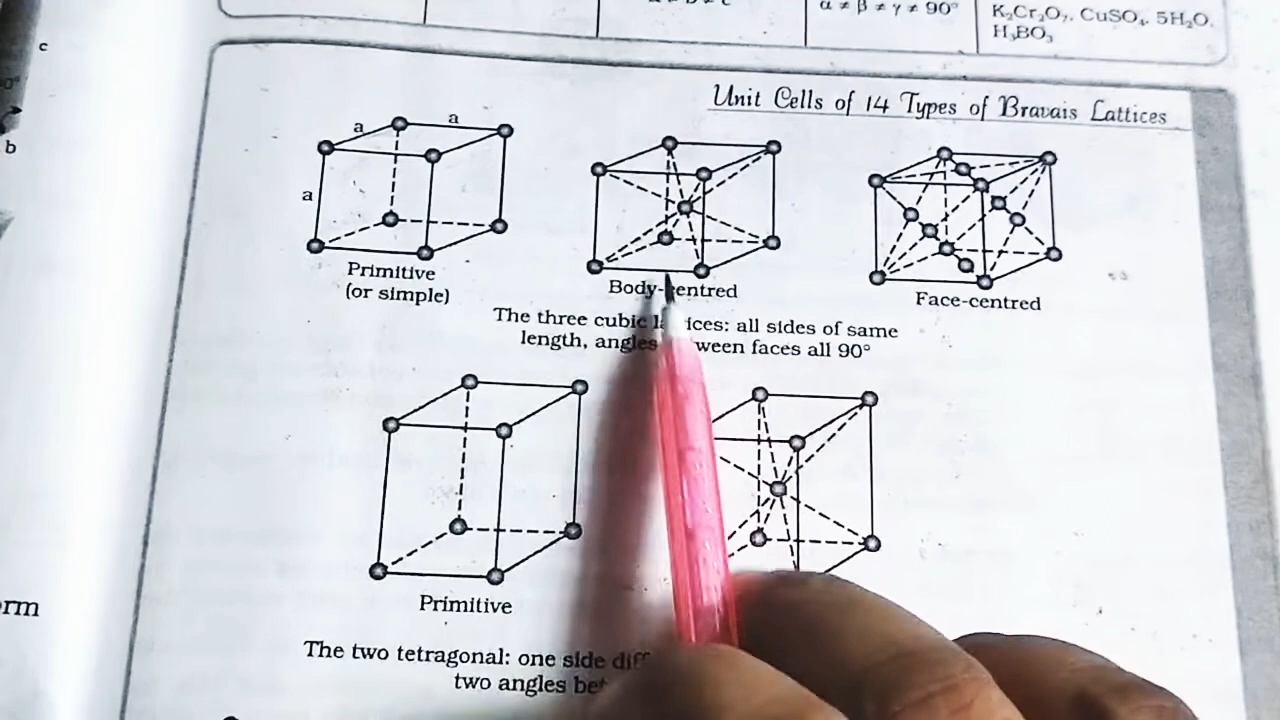 α ≠ β ≠ γ ≠ 90°
K₂Cr₂O₇, CuSO₄. 5H₂O,
H₃BO₃
c
b
Unit Cells of 14 Types of Bravais Lattices
a
a
a
Primitive
(or simple)
Body-centred
Face-centred
The three cubic : all sides of same
length, angles faces all 90°
Primitive
The two tetragonal: one side
two angles